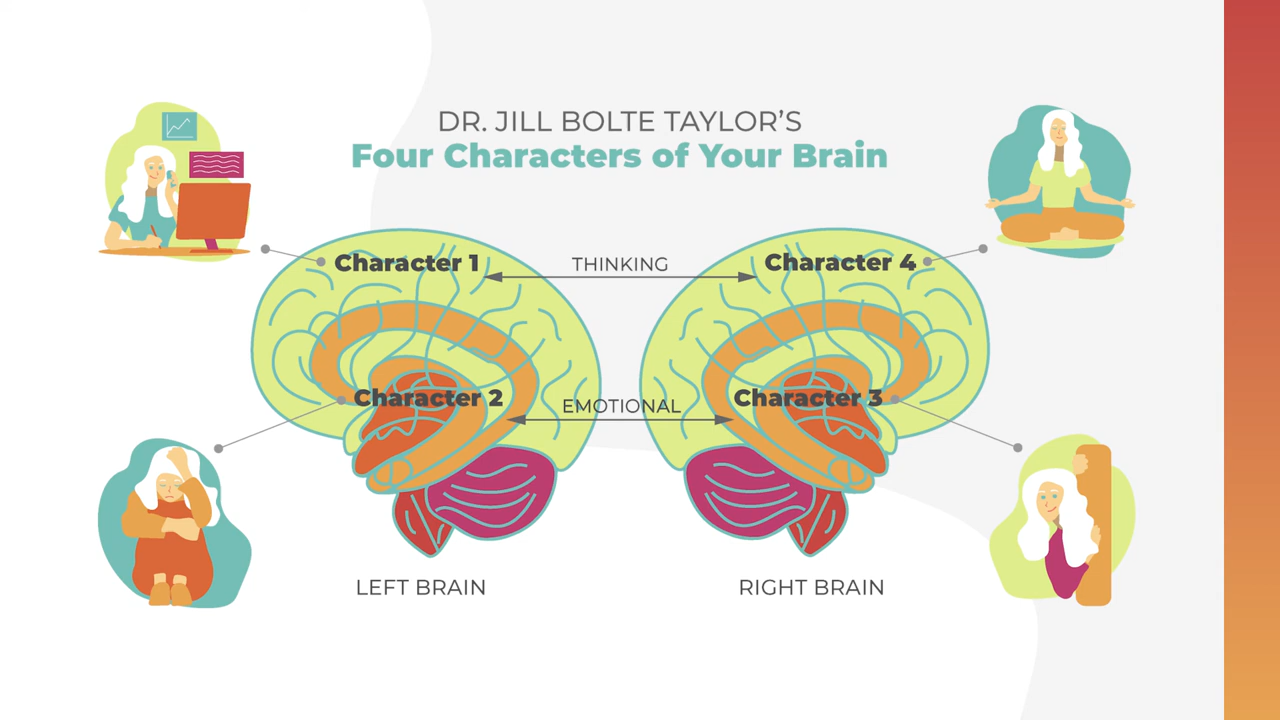 DR. JILL BOLTE TAYLOR’S
Four Characters of Your Brain
Character 1
THINKING
Character 4
Character 2
EMOTIONAL
Character 3
LEFT BRAIN
RIGHT BRAIN